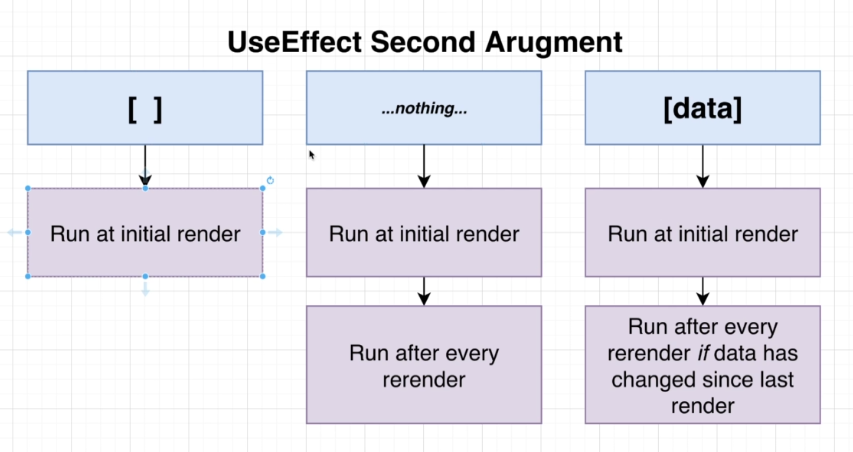 UseEffect Second Arugment
[ ]
...nothing...
[data]
Run at initial render
Run at initial render
Run at initial render
Run after every
rerender
Run after every
rerender if data has
changed since last
render